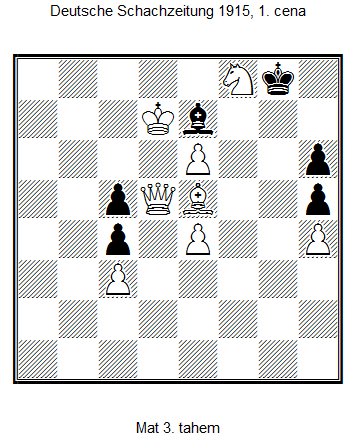 Deutsche Schachzeitung 1915, 1. cena
Mat 3. tahem